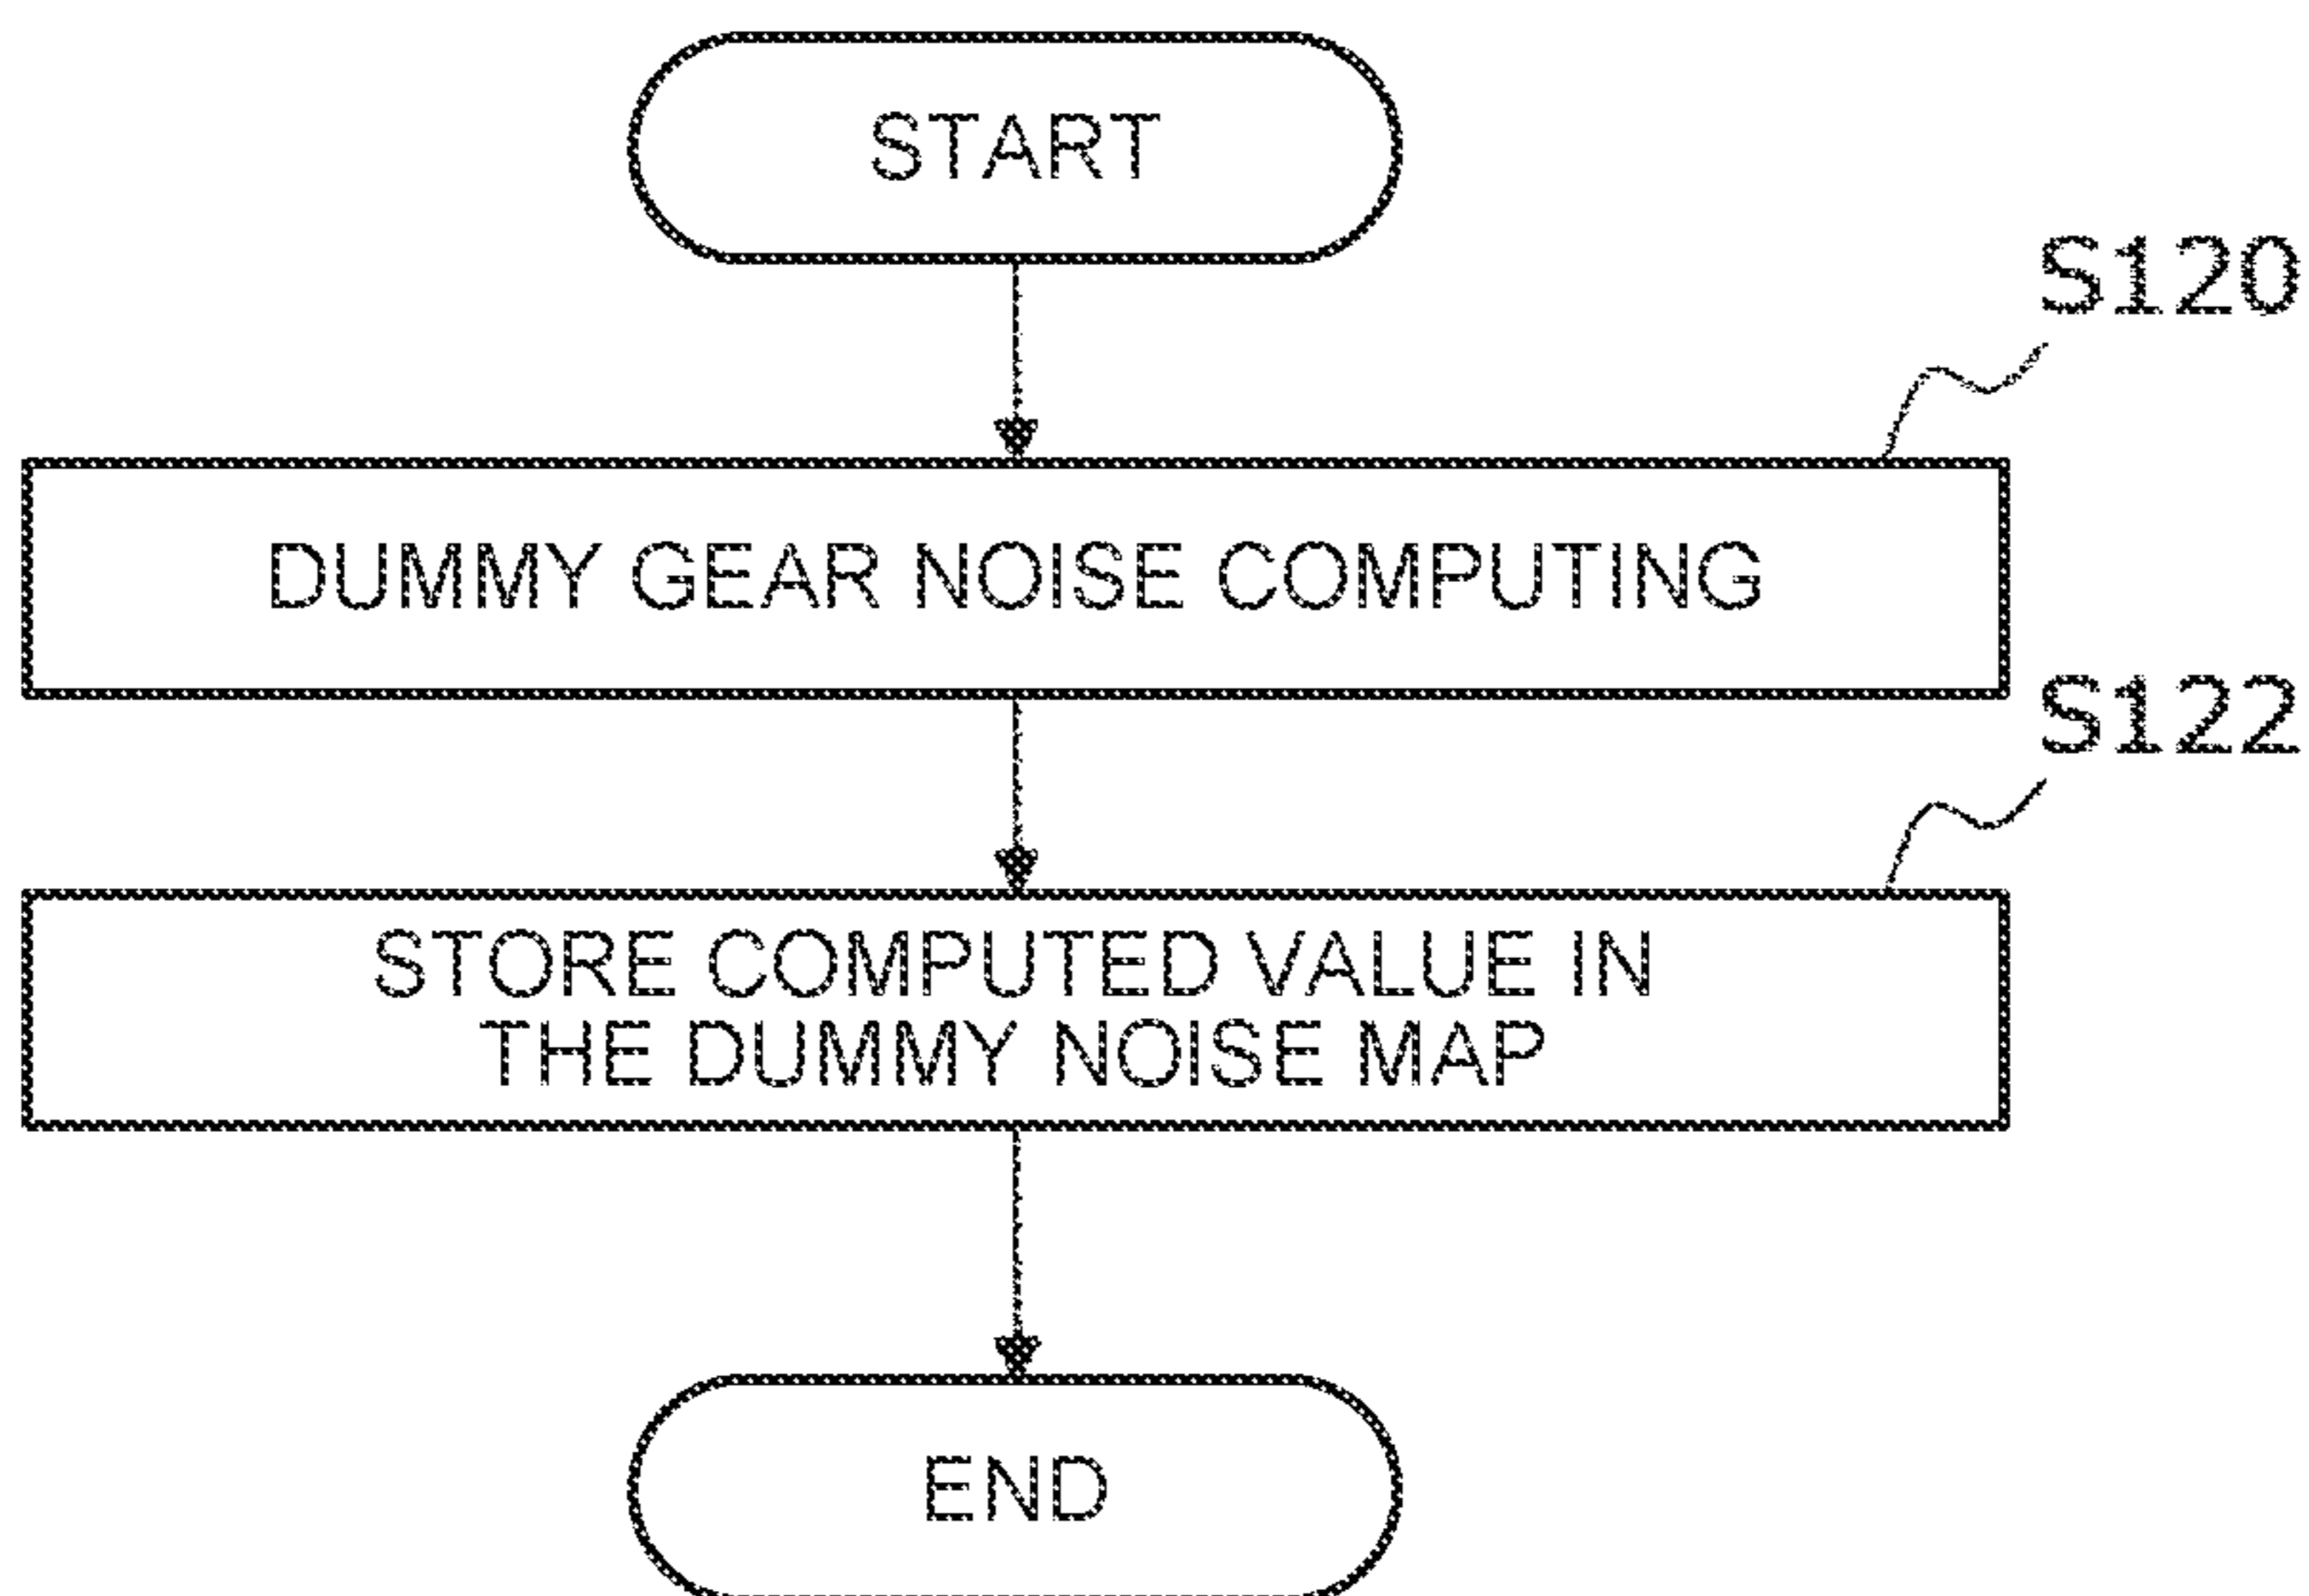 START
S120
DUMMY GEAR NOISE COMPUTING
S122
STORE COMPUTED VALUE IN
THE DUMMY NOISE MAP
END